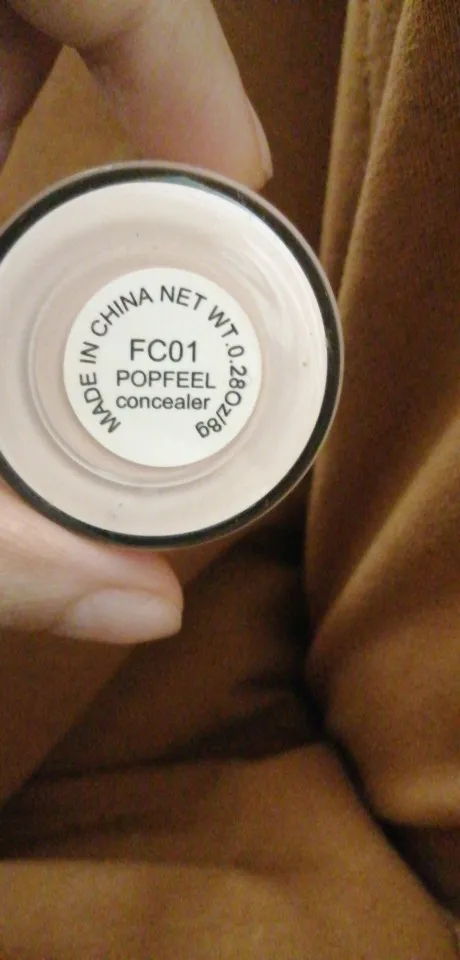 MADE IN CHINA NET WT.0.28Oz/8g
FC01
POPFEEL
concealer